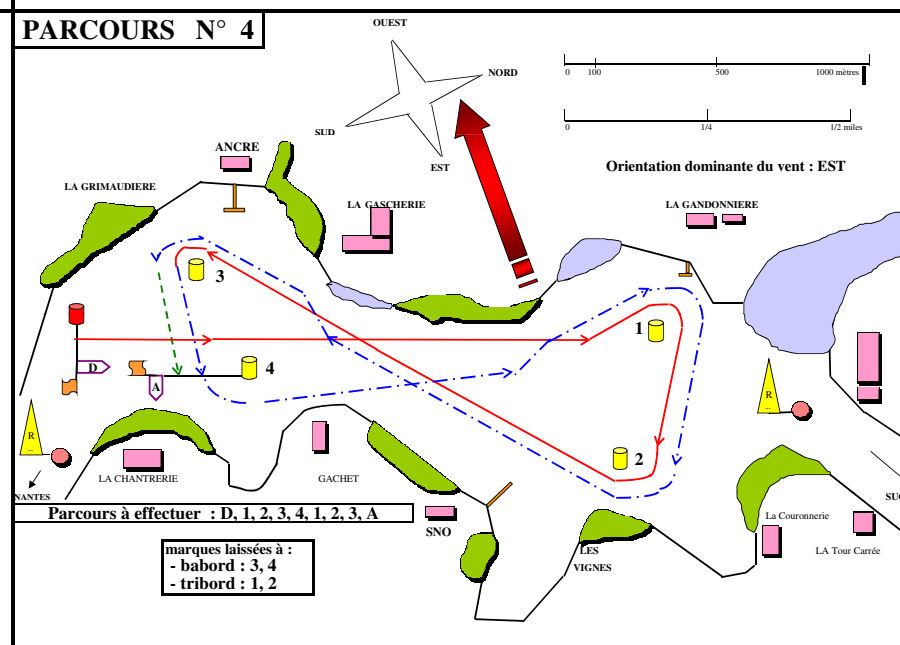 PARCOURS N° 4
OUEST
NORD
SUD
EST
0 100 500 1000 mètres
0 1/4 1/2 miles
Orientation dominante du vent : EST
ANCRE
LA GRIMAUDIERE
LA GASCHERIE
LA GANDONNIERE
3
1
4
D
A
R
..
R
..
2
LA CHANTRERIE
GACHET
NANTES
SUC
Parcours à effectuer : D, 1, 2, 3, 4, 1, 2, 3, A
SNO
La Couronnerie
LA Tour Carrée
LES
VIGNES
marques laissées à :
- babord : 3, 4
- tribord : 1, 2